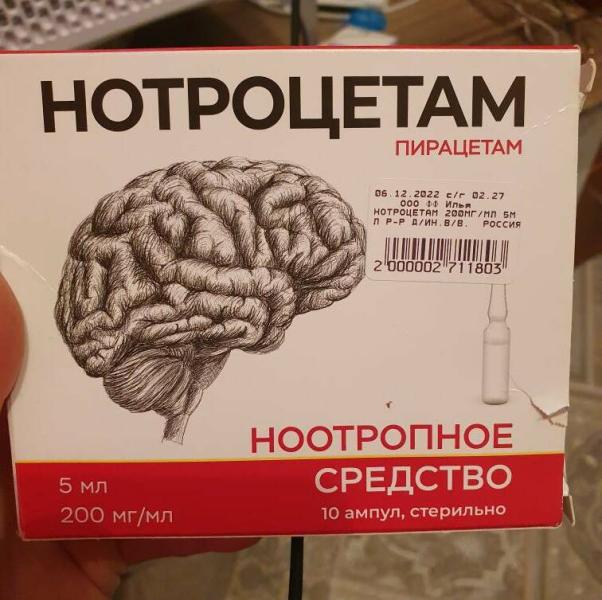 НОТРОЦЕТАМ
ПИРАЦЕТАМ
06.12.2022 с/г 02.27
ООО ФФ Илья
НОТРОЦЕТАМ 200МГ/МЛ 5М
Л Р-Р Д/ИН.В/В. РОССИЯ
2 000002 711803
НООТРОПНОЕ
СРЕДСТВО
5 мл
200 мг/мл
10 ампул, стерильно